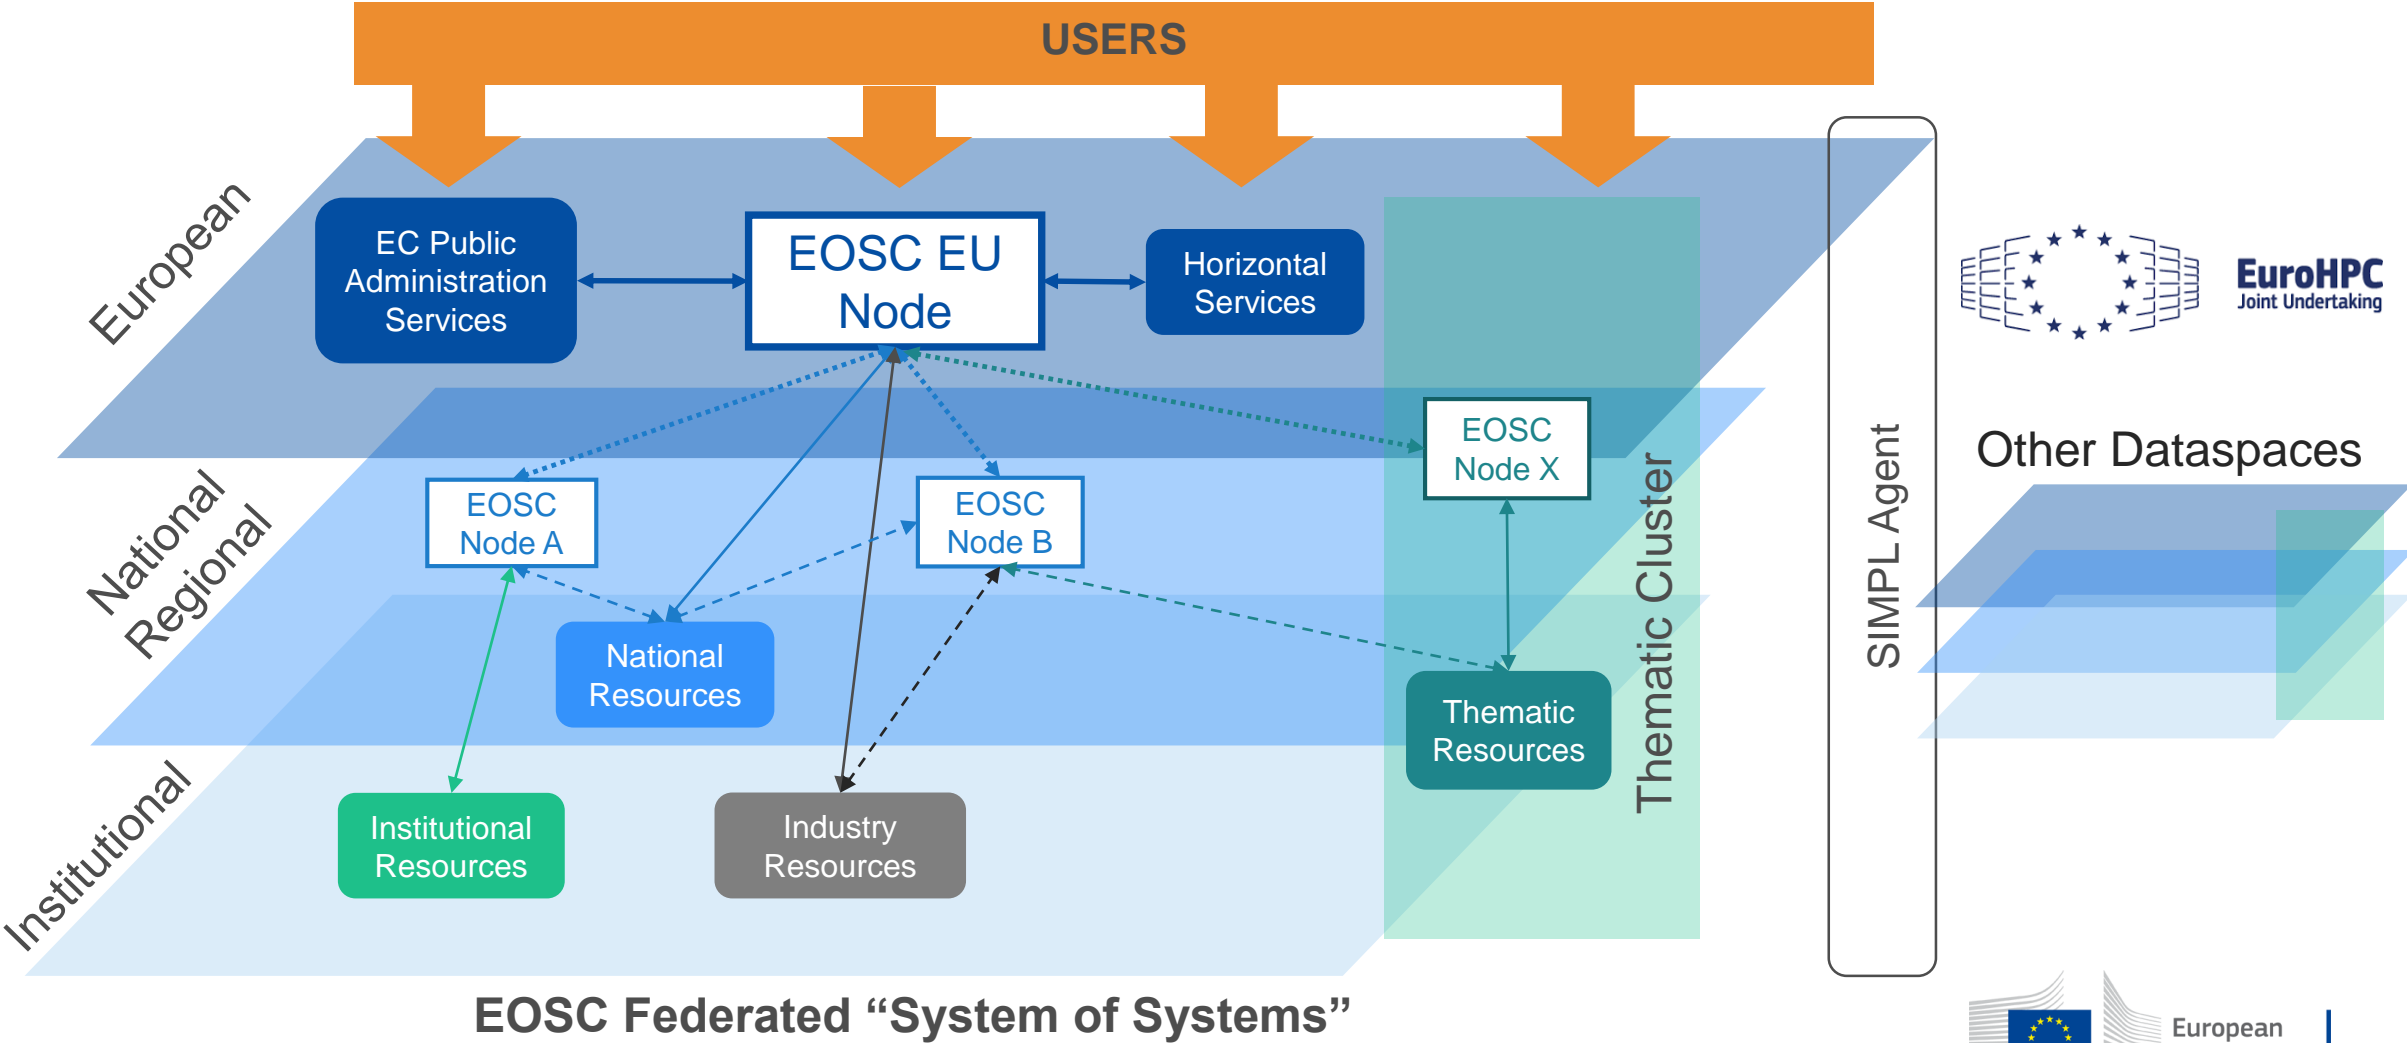 USERS
European
EC Public
Administration
Services
EOSC EU
Node
Horizontal
Services
EuroHPC
Joint Undertaking
National
Regional
EOSC
Node A
EOSC
Node B
EOSC
Node X
Thematic Cluster
SIMPL Agent
Other Dataspaces
National
Resources
Thematic
Resources
Institutional
Institutional
Resources
Industry
Resources
EOSC Federated “System of Systems”
European